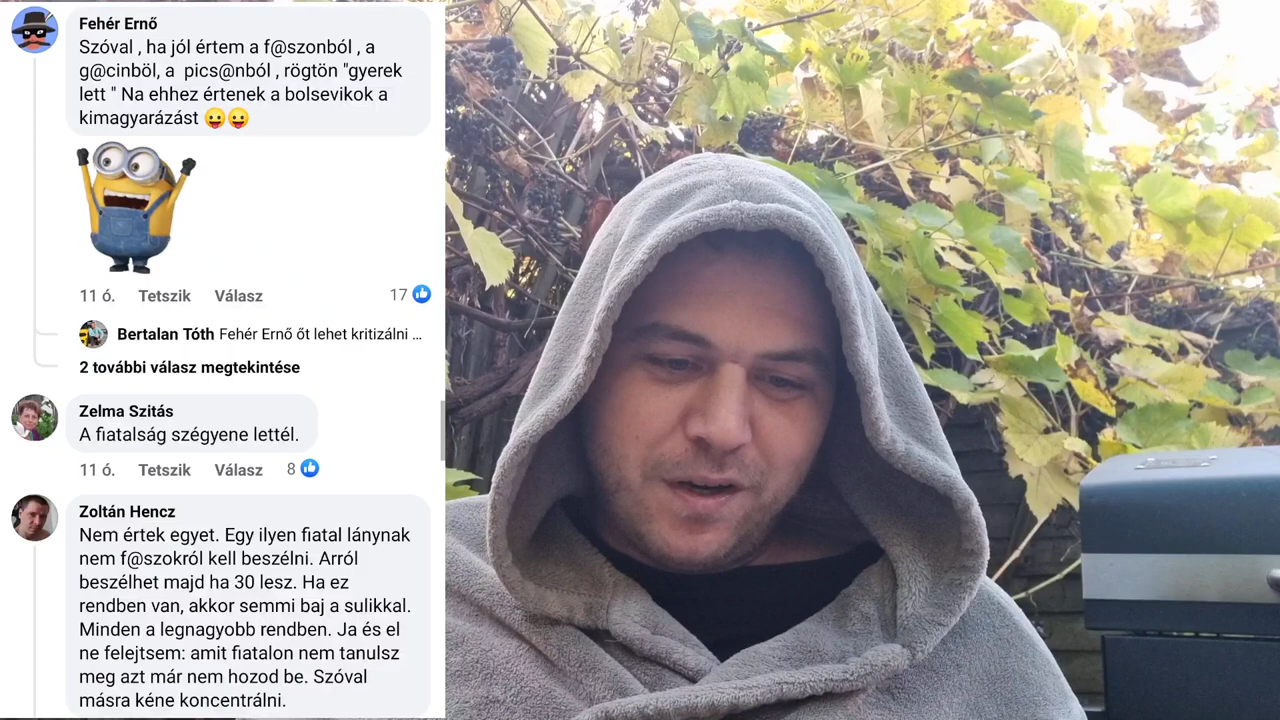 Fehér Ernő
Szóval , ha jól értem a f@szonból , a
g@cinböl, a pics@nból , rögtön "gyerek
lett " Na ehhez értenek a bolsevikok a
kimagyarázást 😛😛
11 ó. Tetszik Válasz 17
Bertalan Tóth Fehér Ernő őt lehet kritizálni ...
2 további válasz megtekintése
Zelma Szitás
A fiatalság szégyene lettél.
11 ó. Tetszik Válasz 8
Zoltán Hencz
Nem értek egyet. Egy ilyen fiatal lánynak
nem f@szokról kell beszélni. Arról
beszélhet majd ha 30 lesz. Ha ez
rendben van, akkor semmi baj a sulikkal.
Minden a legnagyobb rendben. Ja és el
ne felejtsem: amit fiatalon nem tanulsz
meg azt már nem hozod be. Szóval
másra kéne koncentrálni.